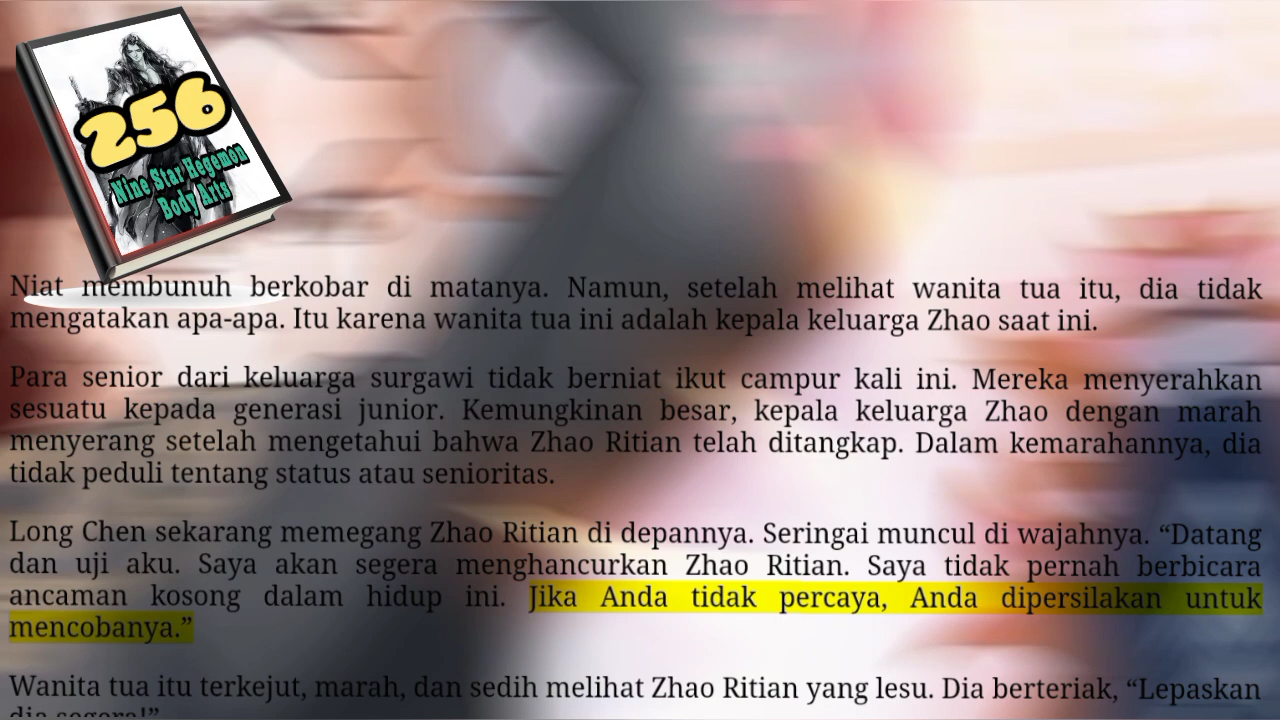 256
Nine Star Hegemon
Body Arts
Niat membunuh berkobar di matanya. Namun, setelah melihat wanita tua itu, dia tidak
mengatakan apa-apa. Itu karena wanita tua ini adalah kepala keluarga Zhao saat ini.
Para senior dari keluarga surgawi tidak berniat ikut campur kali ini. Mereka menyerahkan
sesuatu kepada generasi junior. Kemungkinan besar, kepala keluarga Zhao dengan marah
menyerang setelah mengetahui bahwa Zhao Ritian telah ditangkap. Dalam kemarahannya, dia
tidak peduli tentang status atau senioritas.
Long Chen sekarang memegang Zhao Ritian di depannya. Seringai muncul di wajahnya. “Datang
dan uji aku. Saya akan segera menghancurkan Zhao Ritian. Saya tidak pernah berbicara
ancaman kosong dalam hidup ini. Jika Anda tidak percaya, Anda dipersilakan untuk
mencobanya.”
Wanita tua itu terkejut, marah, dan sedih melihat Zhao Ritian yang lesu. Dia berteriak, “Lepaskan
dia segera!”